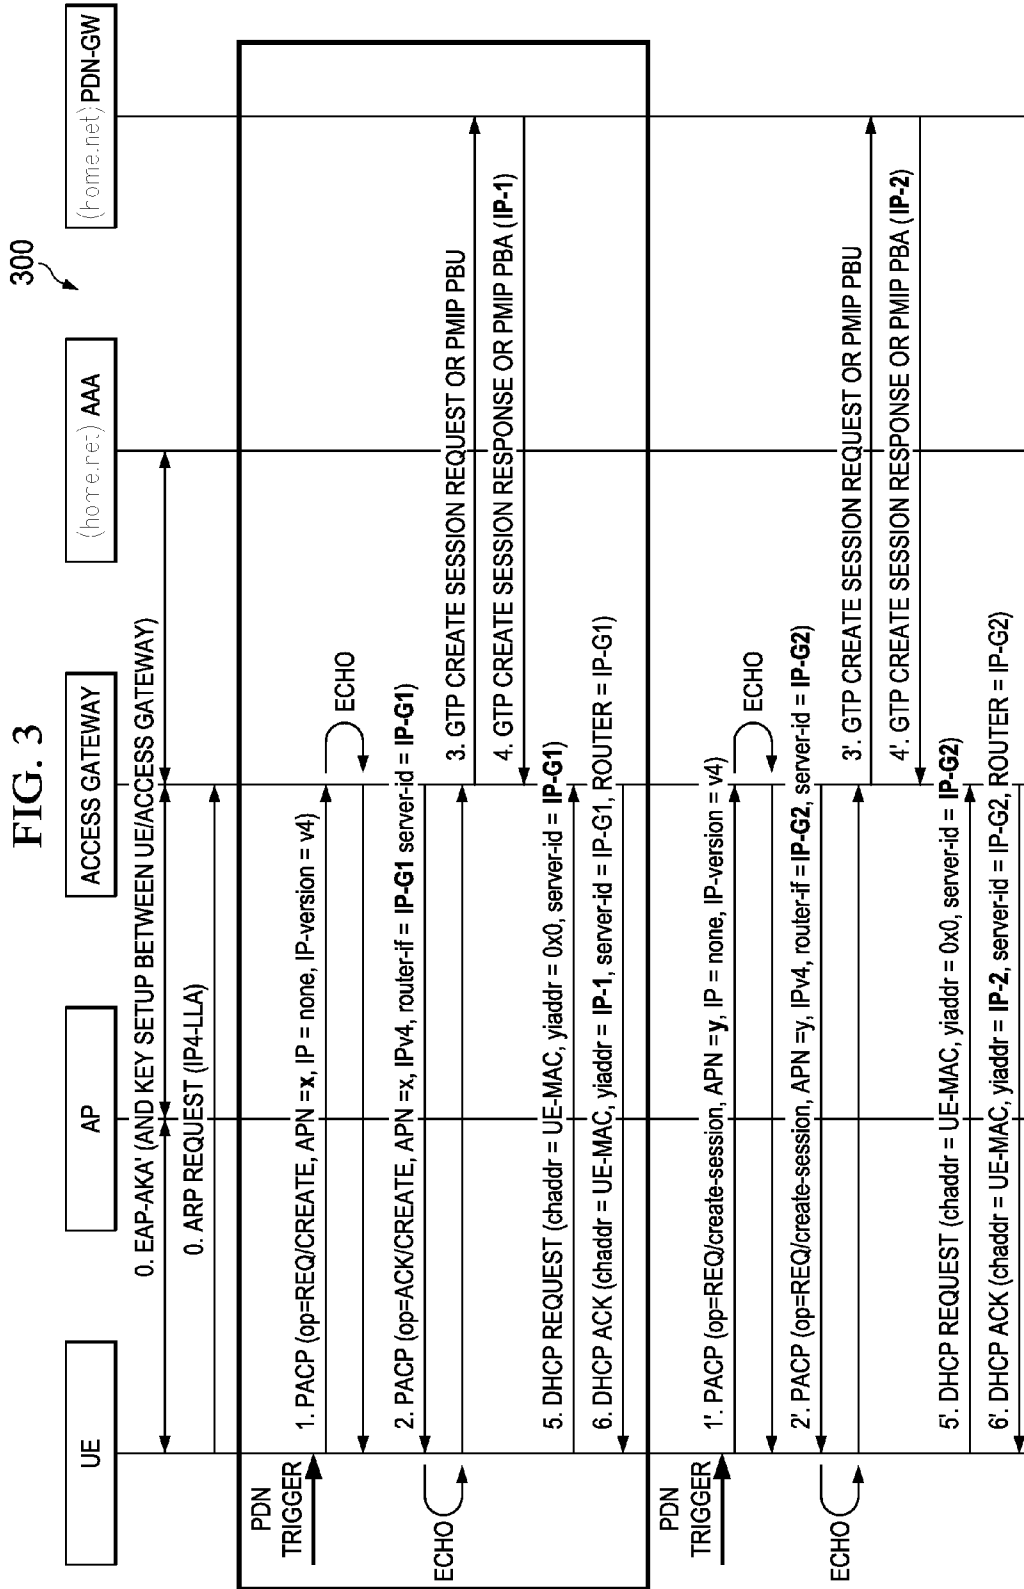 FIG. 3
300
UE
AP
ACCESS GATEWAY
(home.net) AAA
(home.net) PDN-GW
0. EAP-AKA' (AND KEY SETUP BETWEEN UE/ACCESS GATEWAY)
0. ARP REQUEST (IP4-LLA)
PDN
TRIGGER
1. PACP (op=REQ/CREATE, APN =x, IP = none, IP-version = v4)
ECHO
2. PACP (op=ACK/CREATE, APN =x, IPv4, router-if = IP-G1 server-id = IP-G1)
ECHO
3. GTP CREATE SESSION REQUEST OR PMIP PBU
4. GTP CREATE SESSION RESPONSE OR PMIP PBA (IP-1)
5. DHCP REQUEST (chaddr = UE-MAC, yiaddr = 0x0, server-id = IP-G1)
6. DHCP ACK (chaddr = UE-MAC, yiaddr = IP-1, server-id = IP-G1, ROUTER = IP-G1)
PDN
TRIGGER
1'. PACP (op=REQ/create-session, APN =y, IP = none, IP-version = v4)
ECHO
2'. PACP (op=REQ/create-session, APN =y, IPv4, router-if = IP-G2, server-id = IP-G2)
ECHO
3'. GTP CREATE SESSION REQUEST OR PMIP PBU
4'. GTP CREATE SESSION RESPONSE OR PMIP PBA (IP-2)
5'. DHCP REQUEST (chaddr = UE-MAC, yiaddr = 0x0, server-id = IP-G2)
6'. DHCP ACK (chaddr = UE-MAC, yiaddr = IP-2, server-id = IP-G2, ROUTER = IP-G2)